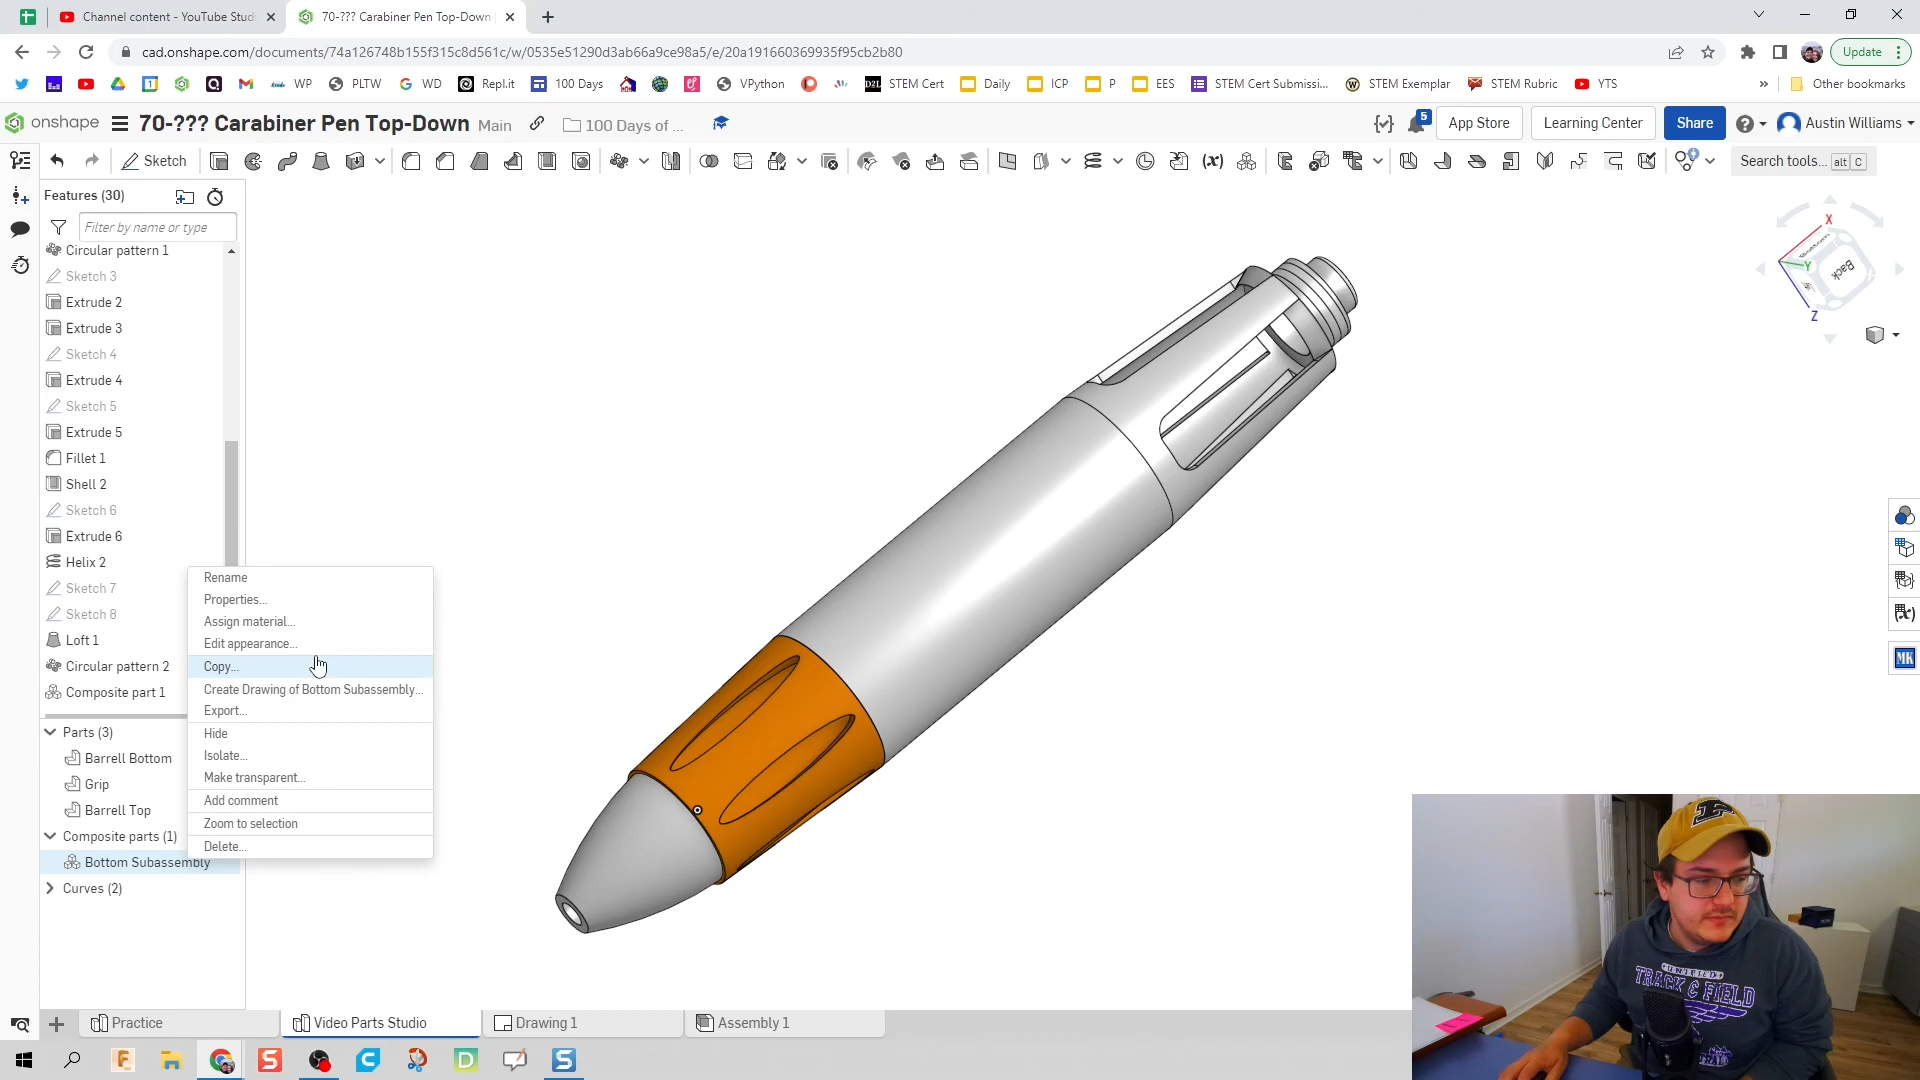 Channel content - YouTube Studi
70-??? Carabiner Pen Top-Down
cad.onshape.com/documents/74a126748b155f315c8d561c/w/0535e51290d3ab66a9ce98a5/e/20a191660369935f95cb2b80
Update
WP
PLTW
WD
Repl.it
100 Days
VPython
STEM Cert
Daily
ICP
P
EES
STEM Cert Submissi...
STEM Exemplar
STEM Rubric
YTS
Other bookmarks
onshape
70-??? Carabiner Pen Top-Down
Main
100 Days of ...
5
App Store
Learning Center
Share
Austin Williams
Sketch
Search tools...
alt
C
Features (30)
Filter by name or type
Circular pattern 1
Sketch 3
Extrude 2
Extrude 3
Sketch 4
Extrude 4
Sketch 5
Extrude 5
Fillet 1
Shell 2
Sketch 6
Extrude 6
Helix 2
Sketch 7
Sketch 8
Loft 1
Circular pattern 2
Composite part 1
Parts (3)
Barrell Bottom
Grip
Barrell Top
Composite parts (1)
Bottom Subassembly
Curves (2)
Rename
Properties...
Assign material...
Edit appearance...
Copy...
Create Drawing of Bottom Subassembly...
Export...
Hide
Isolate...
Make transparent...
Add comment
Zoom to selection
Delete...
X
Y
Z
Bottom
Back
MK
UNIFIED
TRACK & FIELD
Practice
Video Parts Studio
Drawing 1
Assembly 1